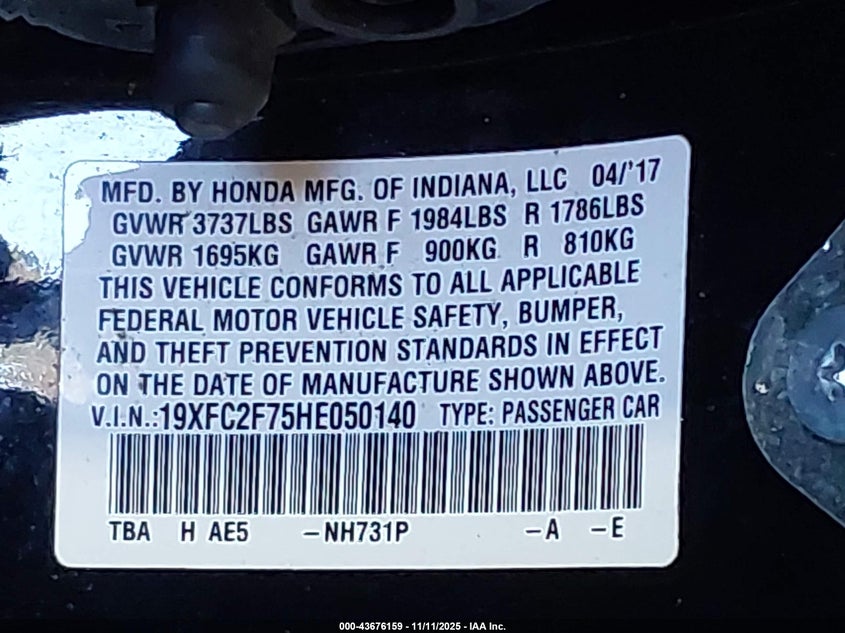 MFD. BY HONDA MFG. OF INDIANA, LLC 04/'17
GVWR 3737LBS GAWR F 1984LBS R 1786LBS
GVWR 1695KG GAWR F 900KG R 810KG
THIS VEHICLE CONFORMS TO ALL APPLICABLE
FEDERAL MOTOR VEHICLE SAFETY, BUMPER,
AND THEFT PREVENTION STANDARDS IN EFFECT
ON THE DATE OF MANUFACTURE SHOWN ABOVE.
V.I.N.:19XFC2F75HE050140 TYPE: PASSENGER CAR
TBA H AE5 -NH731P -A -E
000-43676159 - 11/11/2025 - IAA Inc.